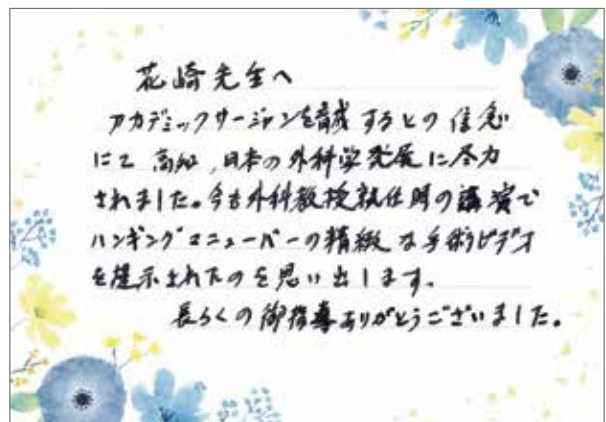 花崎先生へ
アカデミックサージャンを育成するとの信念
にて高知、日本の外科学発展に尽力
されました。今も外科教授就任時の講演で
ハンギングマニューバーの精緻な手術ビデオ
を提示されたのを思い出します。
長らくの御指導ありがとうございました。